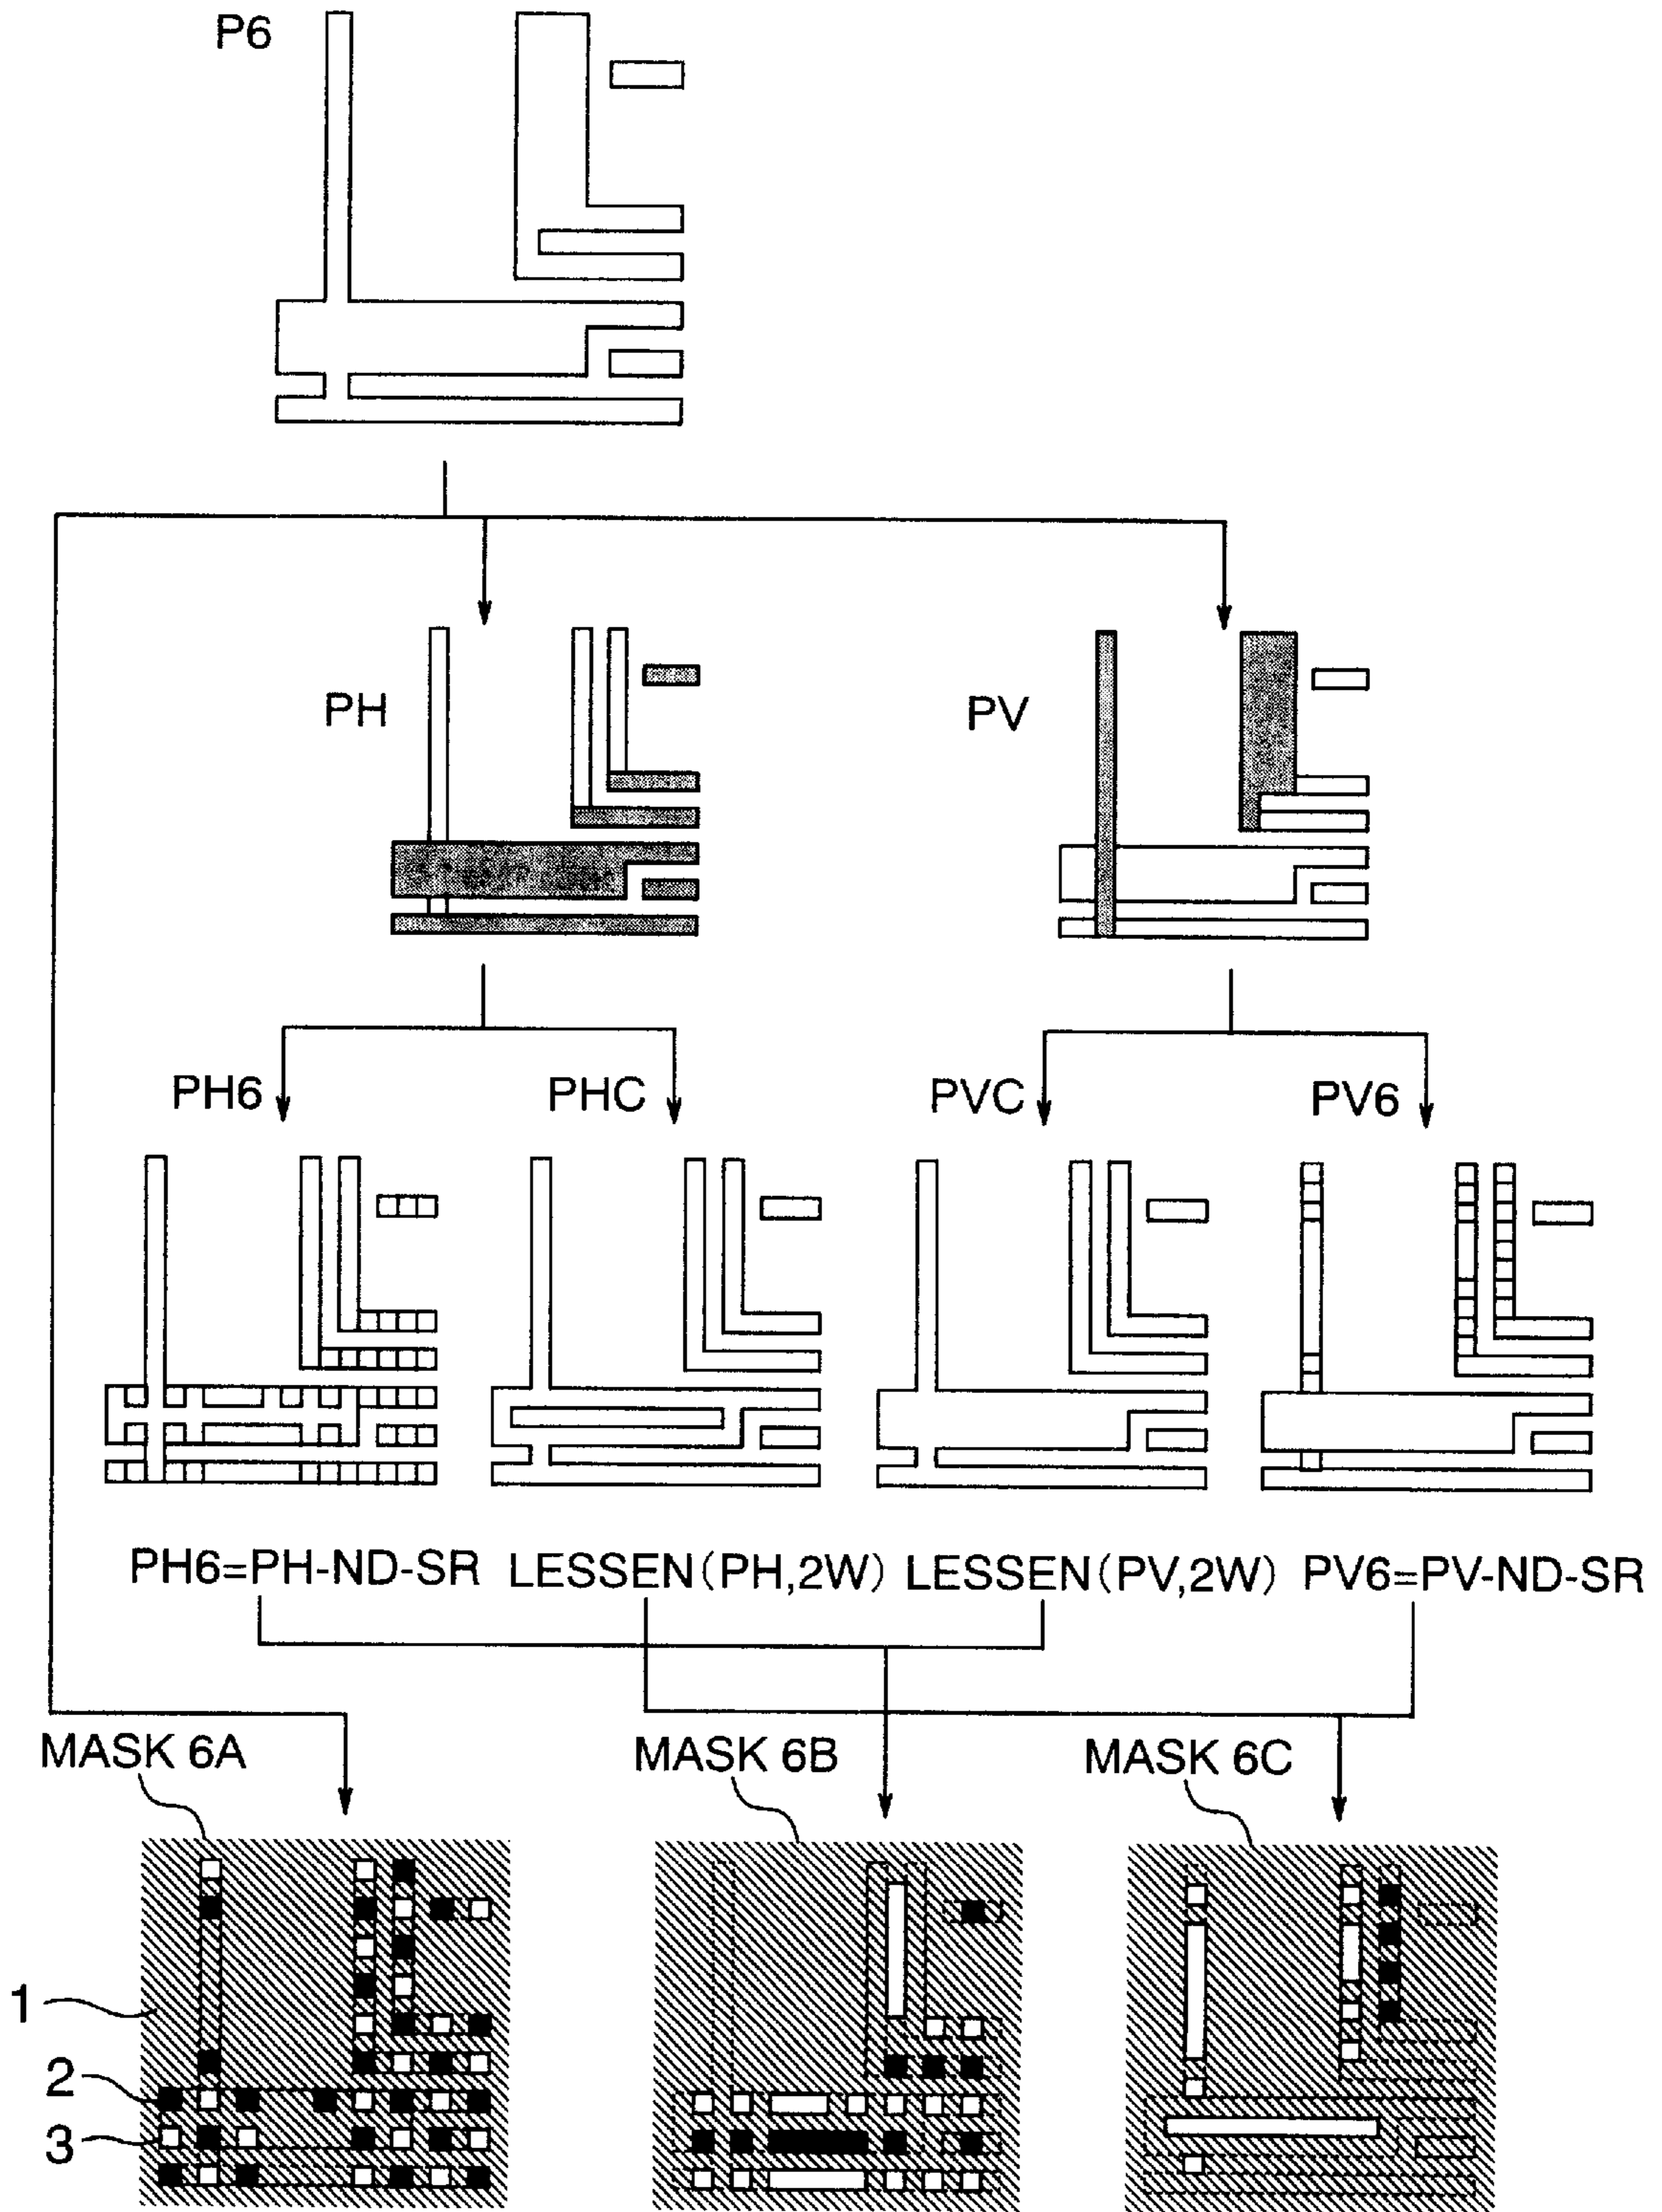 P6
PH
PV
PH6
PHC
PVC
PV6
PH6=PH-ND-SR
LESSEN(PH,2W)
LESSEN(PV,2W)
PV6=PV-ND-SR
MASK 6A
MASK 6B
MASK 6C
1
2
3